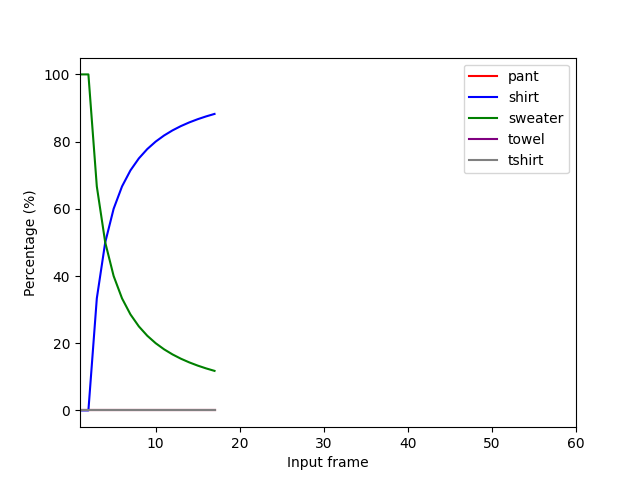 100
80
60
40
20
0
Percentage (%)
10 20 30 40 50 60
Input frame
pant
shirt
sweater
towel
tshirt